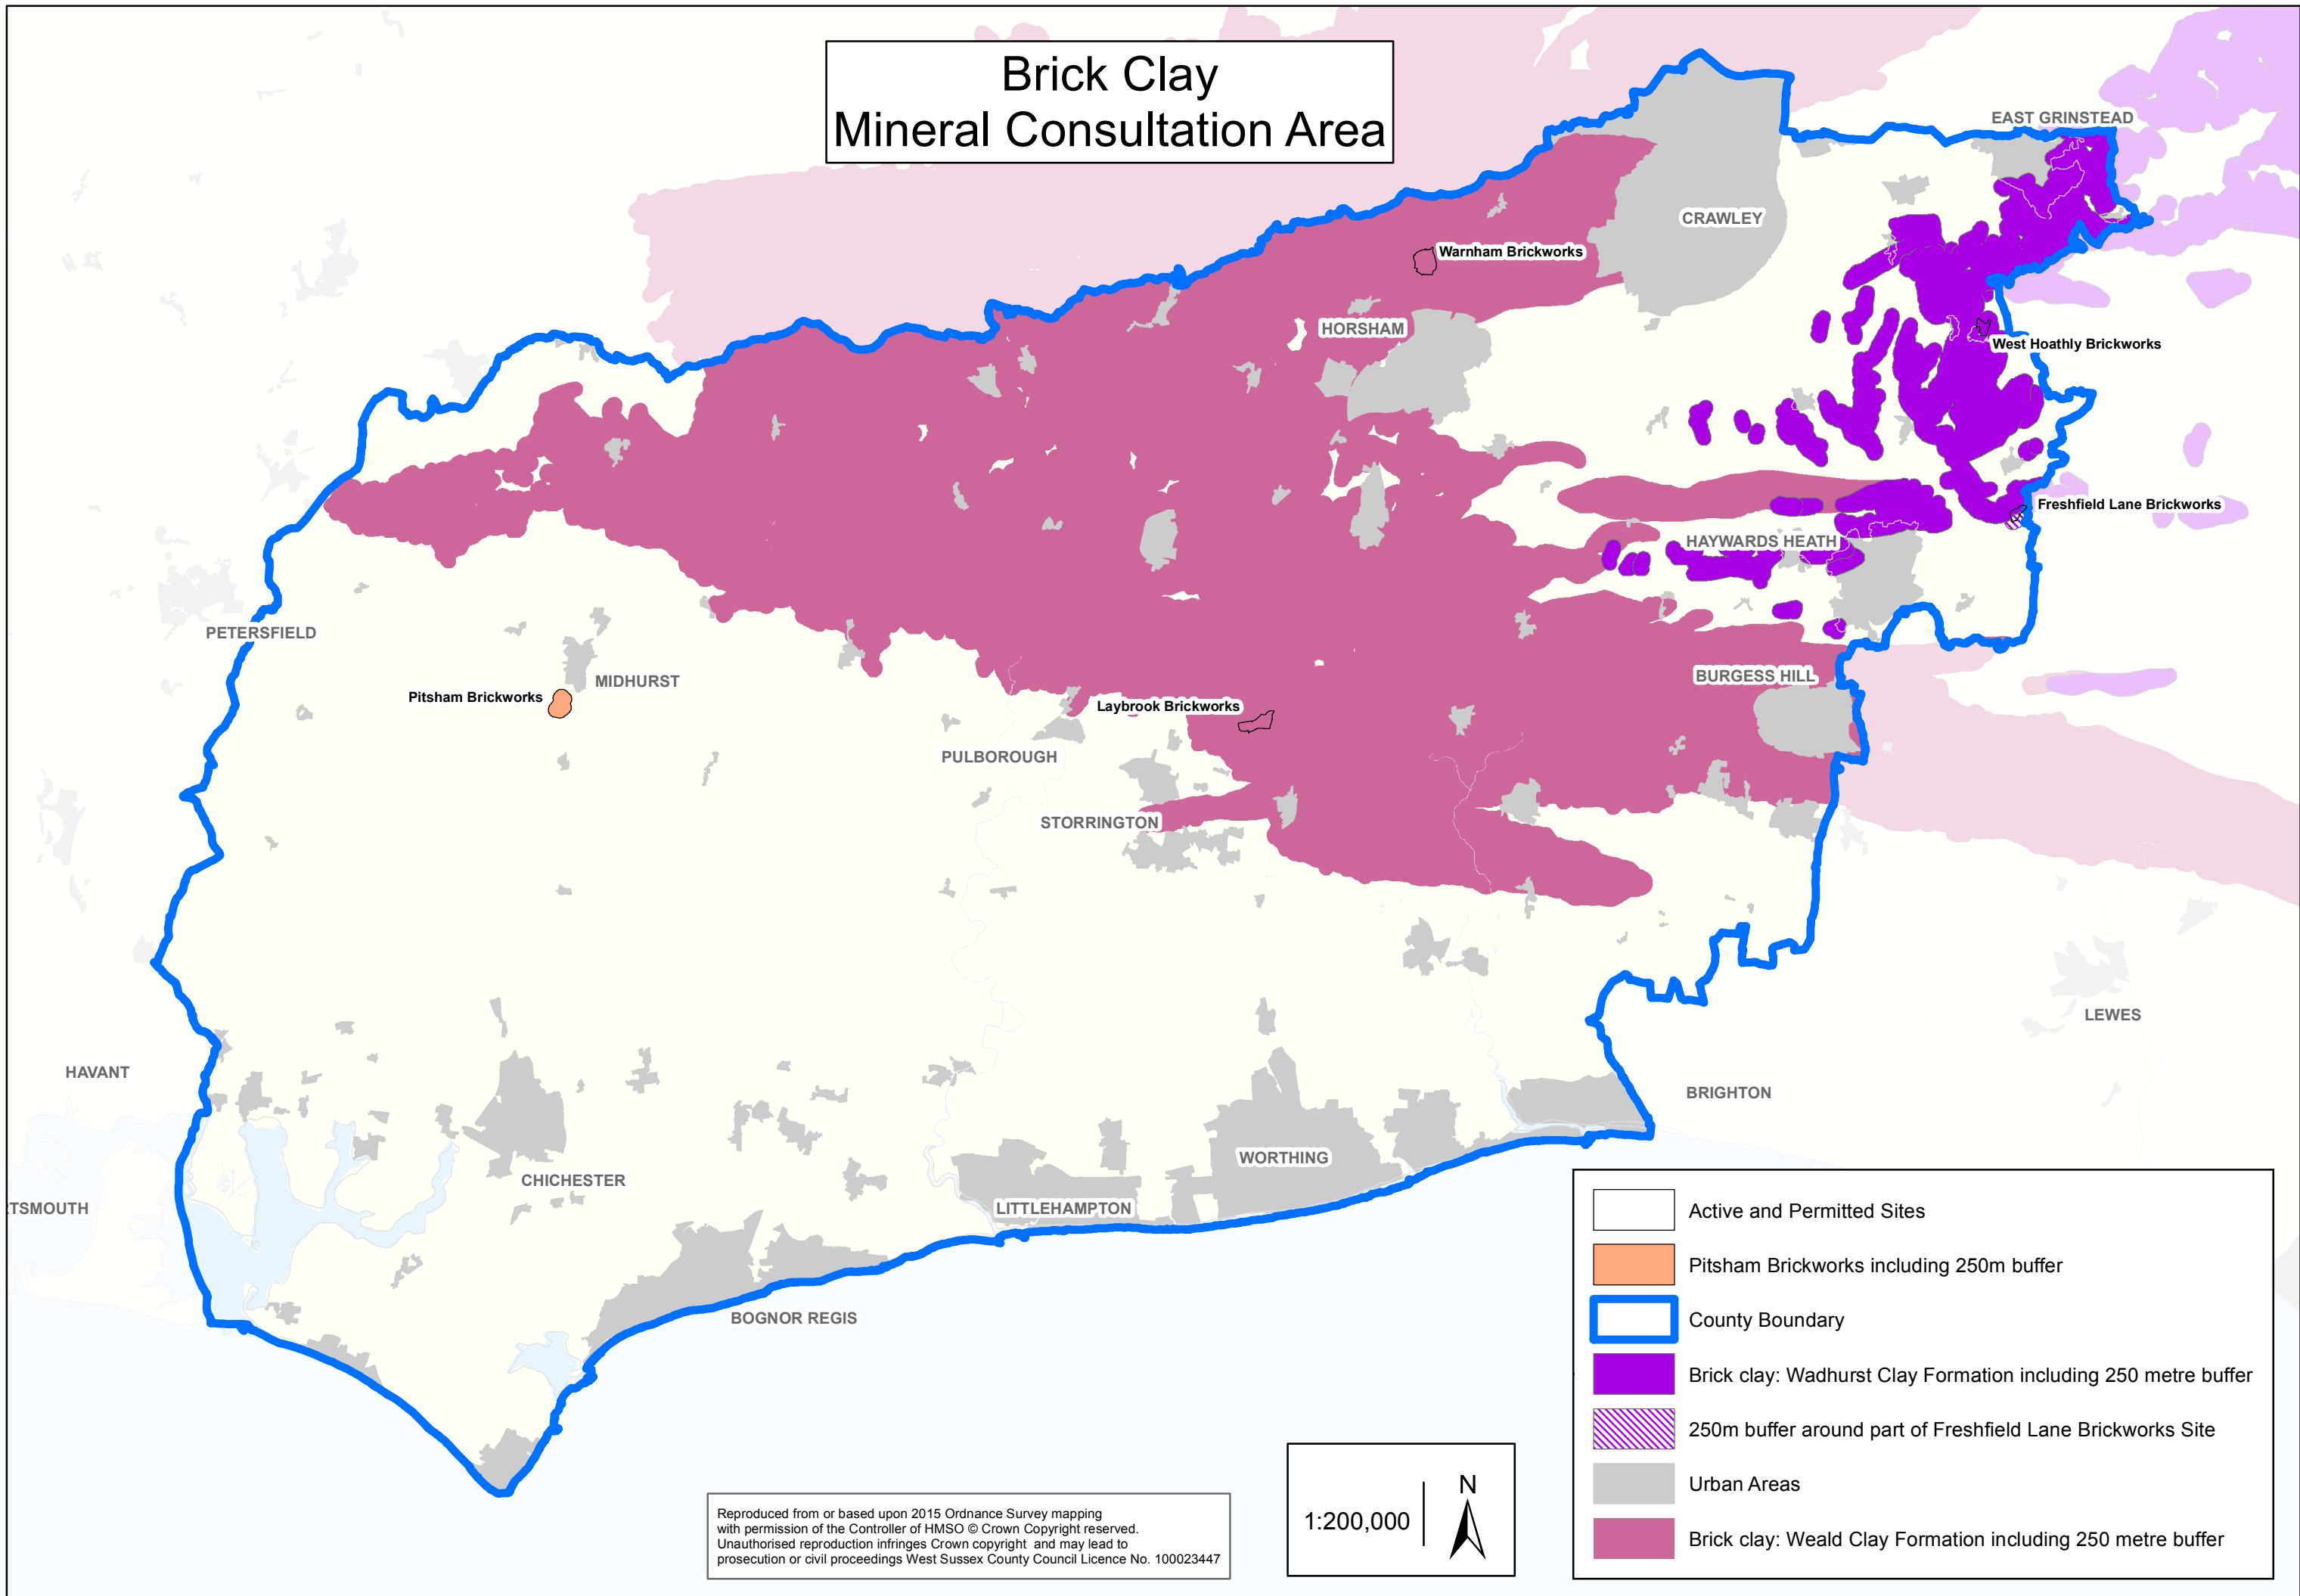 Brick Clay
Mineral Consultation Area
EAST GRINSTEAD
CRAWLEY
Warnham Brickworks
HORSHAM
West Hoathly Brickworks
Freshfield Lane Brickworks
HAYWARDS HEATH
PETERSFIELD
MIDHURST
BURGESS HILL
Pitsham Brickworks
Laybrook Brickworks
PULBOROUGH
STORRINGTON
LEWES
HAVANT
BRIGHTON
WORTHING
CHICHESTER
LITTLEHAMPTON
TSMOUTH
BOGNOR REGIS
Active and Permitted Sites
Pitsham Brickworks including 250m buffer
County Boundary
Brick clay: Wadhurst Clay Formation including 250 metre buffer
250m buffer around part of Freshfield Lane Brickworks Site
Urban Areas
Brick clay: Weald Clay Formation including 250 metre buffer
N
1:200,000
Reproduced from or based upon 2015 Ordnance Survey mapping
with permission of the Controller of HMSO © Crown Copyright reserved.
Unauthorised reproduction infringes Crown copyright and may lead to
prosecution or civil proceedings West Sussex County Council Licence No. 100023447